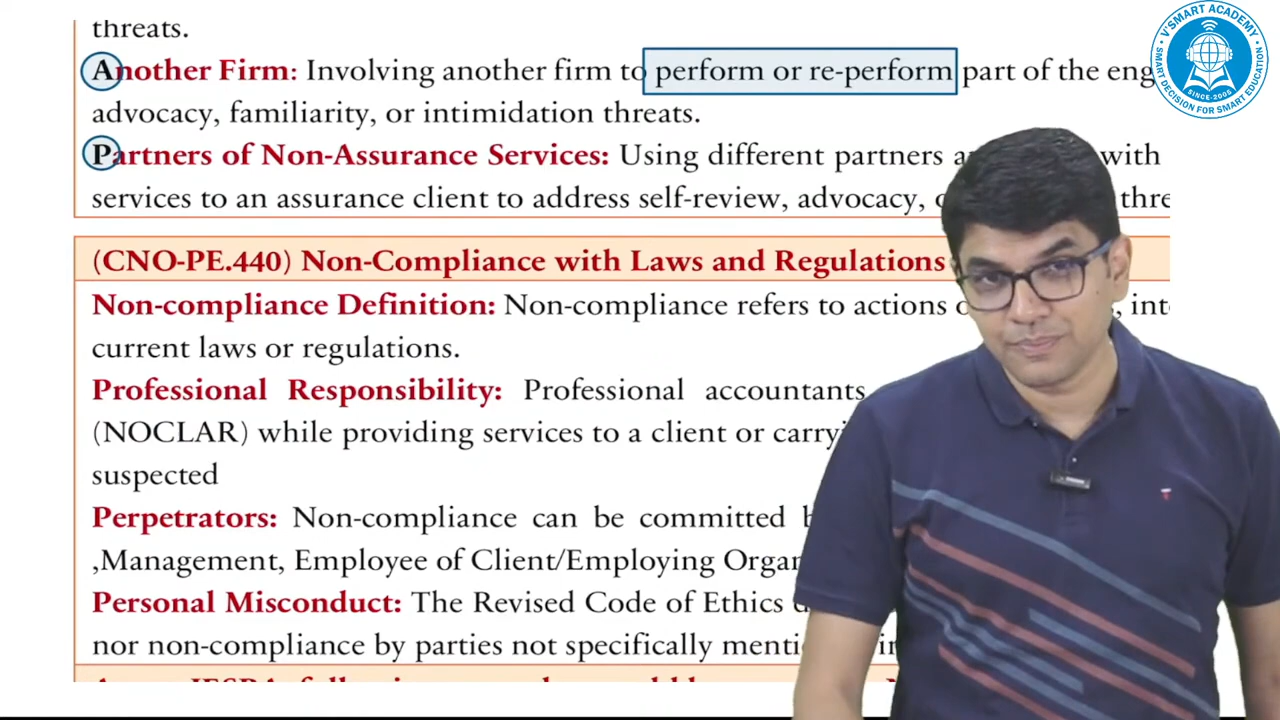 threats.
Another Firm: Involving another firm to perform or re-perform part of the eng
advocacy, familiarity, or intimidation threats.
Partners of Non-Assurance Services: Using different partners a with
services to an assurance client to address self-review, advocacy, thre
(CNO-PE.440) Non-Compliance with Laws and Regulations
Non-compliance Definition: Non-compliance refers to actions o , int
current laws or regulations.
Professional Responsibility: Professional accountants
(NOCLAR) while providing services to a client or carryi
suspected
Perpetrators: Non-compliance can be committed b
,Management, Employee of Client/Employing Organ
Personal Misconduct: The Revised Code of Ethics d
nor non-compliance by parties not specifically menti in
V'SMART ACADEMY
SINCE-2005
SMART DECISION FOR SMART EDUCATION